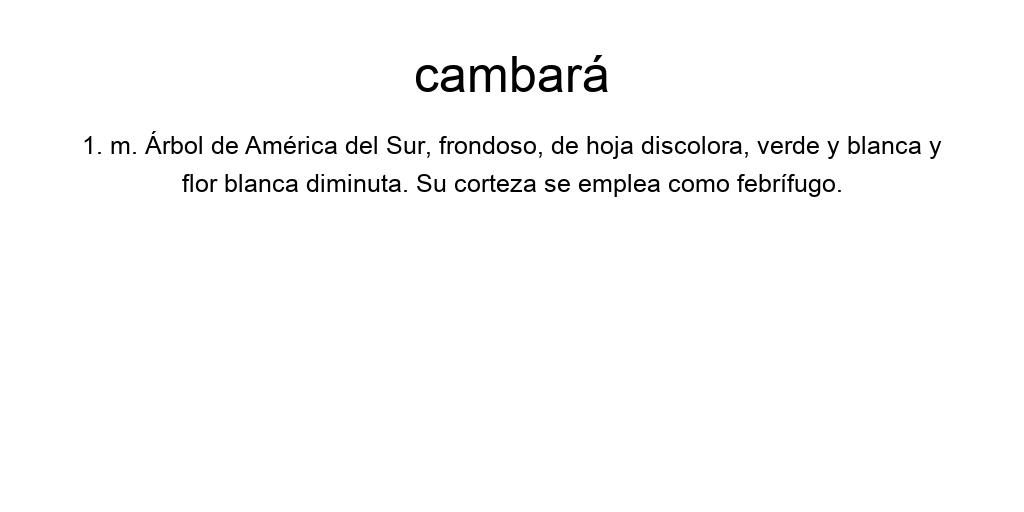 cambará
1. m. Árbol de América del Sur, frondoso, de hoja discolora, verde y blanca y
flor blanca diminuta. Su corteza se emplea como febrífugo.